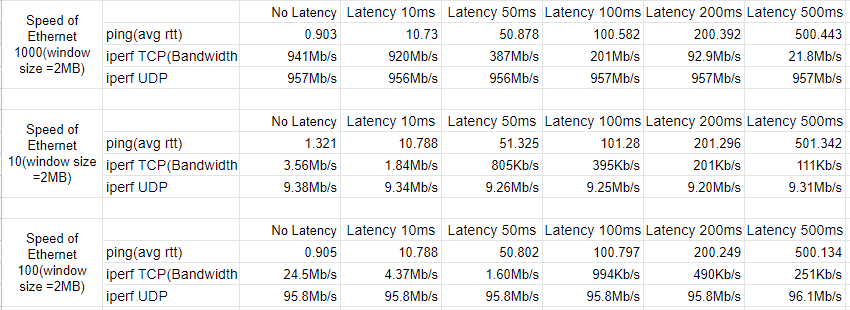 Speed of Ethernet 1000(window size =2MB)
No Latency Latency 10ms Latency 50ms Latency 100ms Latency 200ms Latency 500ms
ping(avg rtt) 0.903 10.73 50.878 100.582 200.392 500.443
iperf TCP(Bandwidth 941Mb/s 920Mb/s 387Mb/s 201Mb/s 92.9Mb/s 21.8Mb/s
iperf UDP 957Mb/s 956Mb/s 956Mb/s 957Mb/s 957Mb/s 957Mb/s
Speed of Ethernet 10(window size =2MB)
No Latency Latency 10ms Latency 50ms Latency 100ms Latency 200ms Latency 500ms
ping(avg rtt) 1.321 10.788 51.325 101.28 201.296 501.342
iperf TCP(Bandwidth 3.56Mb/s 1.84Mb/s 805Kb/s 395Kb/s 201Kb/s 111Kb/s
iperf UDP 9.38Mb/s 9.34Mb/s 9.26Mb/s 9.25Mb/s 9.20Mb/s 9.31Mb/s
Speed of Ethernet 100(window size =2MB)
No Latency Latency 10ms Latency 50ms Latency 100ms Latency 200ms Latency 500ms
ping(avg rtt) 0.905 10.788 50.802 100.797 200.249 500.134
iperf TCP(Bandwidth 24.5Mb/s 4.37Mb/s 1.60Mb/s 994Kb/s 490Kb/s 251Kb/s
iperf UDP 95.8Mb/s 95.8Mb/s 95.8Mb/s 95.8Mb/s 95.8Mb/s 96.1Mb/s